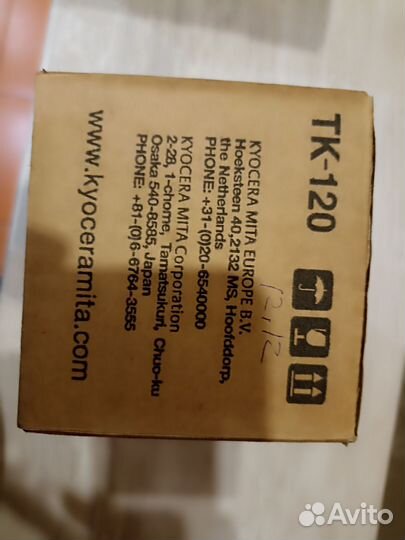 TK-120
KYOCERA MITA EUROPE B.V.
Hoeksteen 40,2132 MS, Hoofddorp,
the Netherlands
PHONE: +31-(0)20-6540000
KYOCERA MITA Corporation
2-28, 1-chome, Tamatsukuri, Chuo-ku
Osaka 540-8585, Japan
PHONE: +81-(0)6-6764-3555
www.kyoceramita.com
12,12
Avito